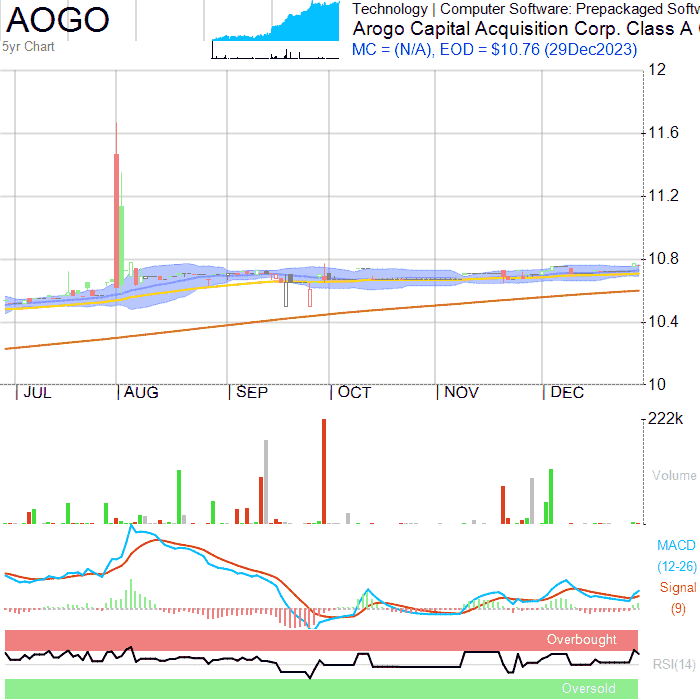 AOGO
5yr Chart
Technology | Computer Software: Prepackaged Softw
Arogo Capital Acquisition Corp. Class A
MC = (N/A), EOD = $10.76 (29Dec2023)
12
11.6
11.2
10.8
10.4
10
JUL AUG SEP OCT NOV DEC
222k
Volume
MACD
(12-26)
Signal
(9)
Overbought
RSI(14)
Oversold